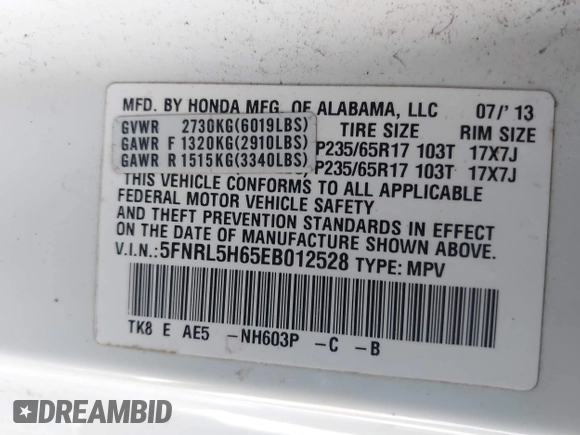 MFD. BY HONDA MFG. OF ALABAMA, LLC 07/'13
GVWR 2730KG(6019LBS) TIRE SIZE RIM SIZE
GAWR F 1320KG(2910LBS) P235/65R17 103T 17X7J
GAWR R 1515KG(3340LBS) P235/65R17 103T 17X7J
THIS VEHICLE CONFORMS TO ALL APPLICABLE
FEDERAL MOTOR VEHICLE SAFETY
AND THEFT PREVENTION STANDARDS IN EFFECT
ON THE DATE OF MANUFACTURE SHOWN ABOVE.
V.I.N.:5FNRL5H65EB012528 TYPE: MPV
TK8 E AE5 -NH603P -C -B
DREAMBID